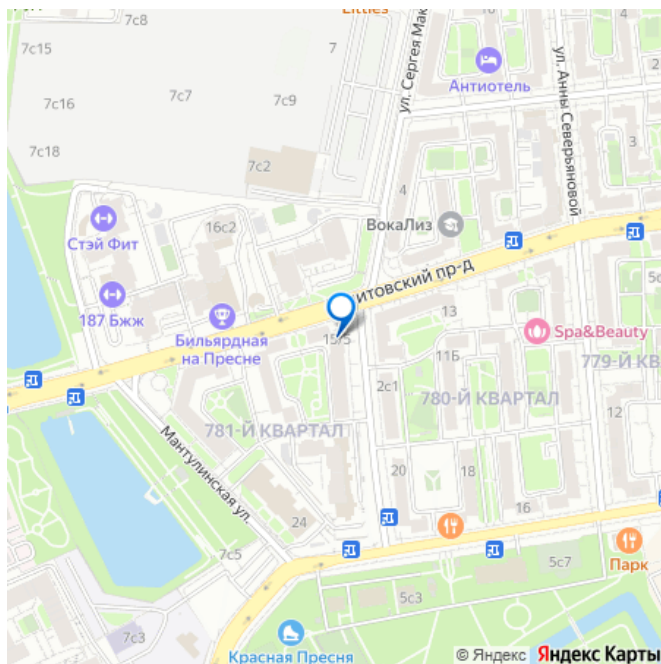 Littles
7с8
7с15
7
ул. Сергея Мак
Антиотель
ул. Анны Северьяновой
7с16
7с7
7с9
7с18
7с2
3
4
Стэй Фит
16с2
ВокаЛиз
187 Бжж
итовский пр-д
5с
Бильярдная
на Пресне
15/5
13
11Б
Spa&Beauty
779-Й КВ
2с1
780-Й КВАРТАЛ
12
781-Й КВАРТАЛ
Мантулинская ул.
20
18
24
16
7с5
5с7
Парк
5с3
7с3
Красная Пресня
© Яндекс Яндекс Карты